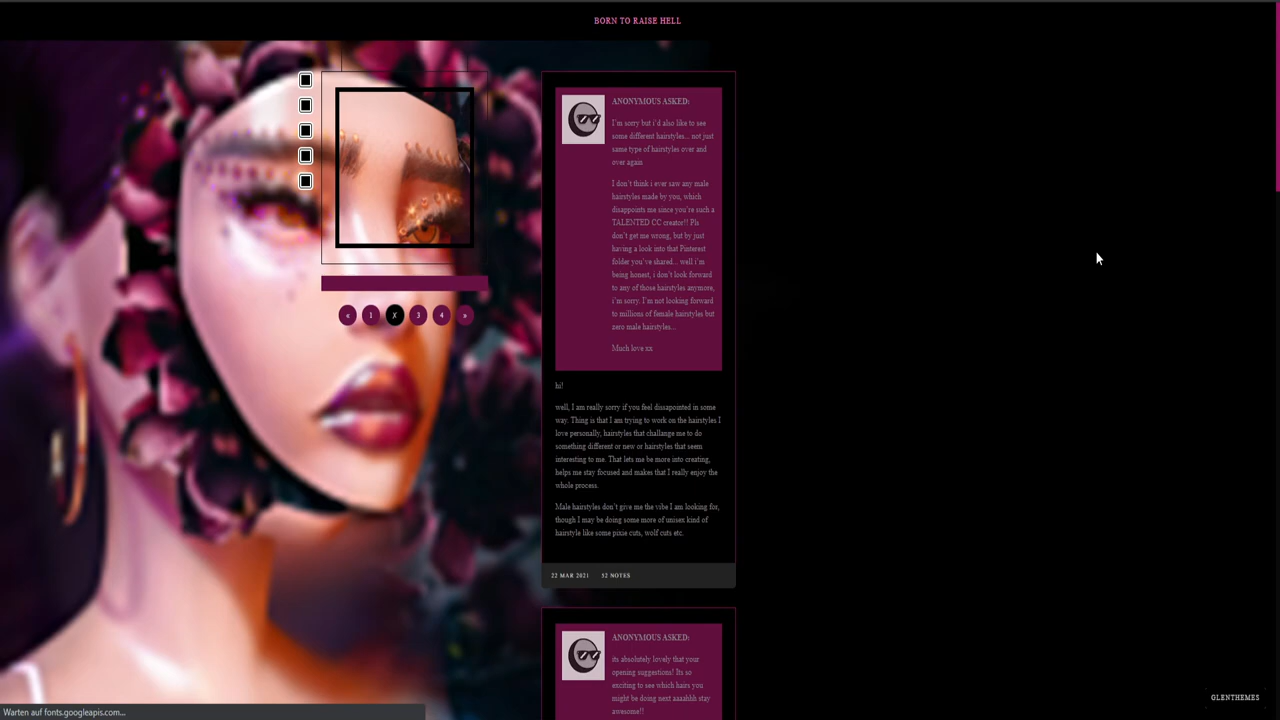 BORN TO RAISE HELL
« 1 X 3 4 »
ANONYMOUS ASKED:
I'm sorry but i'd also like to see
some different hairstyles... not just
same type of hairstyles over and
over again
I don't think i ever saw any male
hairstyles made by you, which
disappoints me since you're such a
TALENTED CC creator!! Pls
don't get me wrong, but by just
having a look into that Pinterest
folder you've shared... well i'm
being honest, i don't look forward
to any of those hairstyles anymore,
i'm sorry. I'm not looking forward
to millions of female hairstyles but
zero male hairstyles...
Much love xx
hi!
well, I am really sorry if you feel dissapointed in some
way. Thing is that I am trying to work on the hairstyles I
love personally, hairstyles that challange me to do
something different or new or hairstyles that seem
interesting to me. That lets me be more into creating,
helps me stay focused and makes that I really enjoy the
whole process.
Male hairstyles don't give me the vibe I am looking for,
though I may be doing some more of unisex kind of
hairstyle like some pixie cuts, wolf cuts etc.
22 MAR 2021 52 NOTES
ANONYMOUS ASKED:
its absolutely lovely that your
opening suggestions! Its so
exciting to see which hairs you
might be doing next aaaahhh stay
awesome!!
GLENTHEMES
Warten auf fonts.googleapis.com...